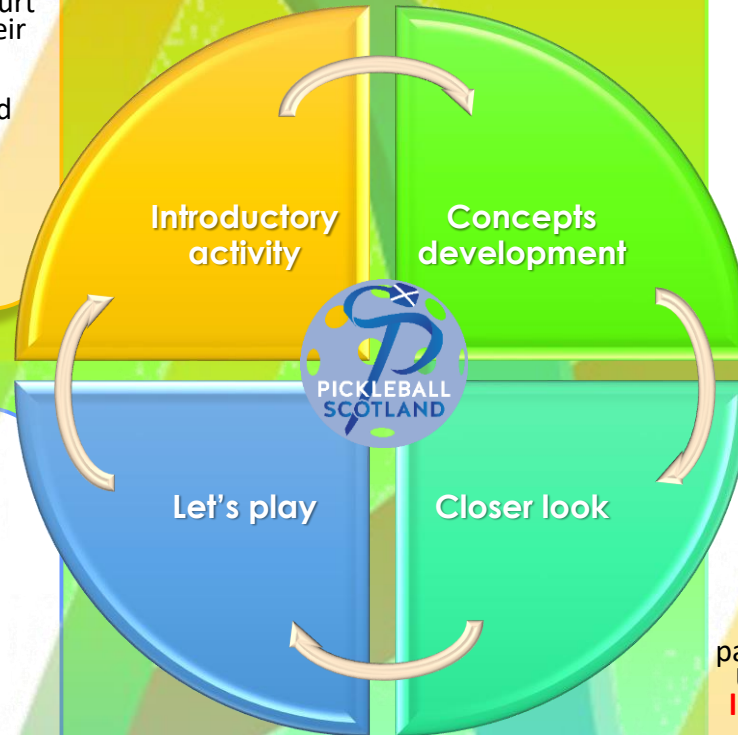 Introductory
activity
Concepts
development
PICKLEBALL
SCOTLAND
Let's play
Closer look